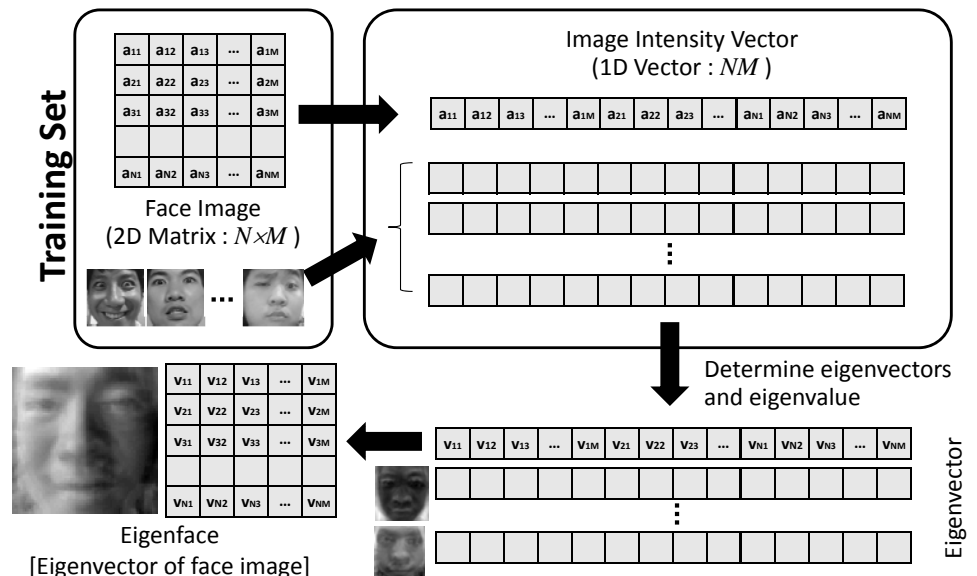 Training Set
a11 a12 a13 ... a1M
a21 a22 a23 ... a2M
a31 a32 a33 ... a3M
aN1 aN2 aN3 ... aNM
Face Image
(2D Matrix : N×M )
...
Image Intensity Vector
(1D Vector : NM )
a11 a12 a13 ... a1M a21 a22 a23 ... aN1 aN2 aN3 ... aNM
...
Determine eigenvectors
and eigenvalue
v11 v12 v13 ... v1M
v21 v22 v23 ... v2M
v31 v32 v33 ... v3M
vN1 vN2 vN3 ... vNM
Eigenface
[Eigenvector of face image]
v11 v12 v13 ... v1M v21 v22 v23 ... vN1 vN2 vN3 ... vNM
...
Eigenvector